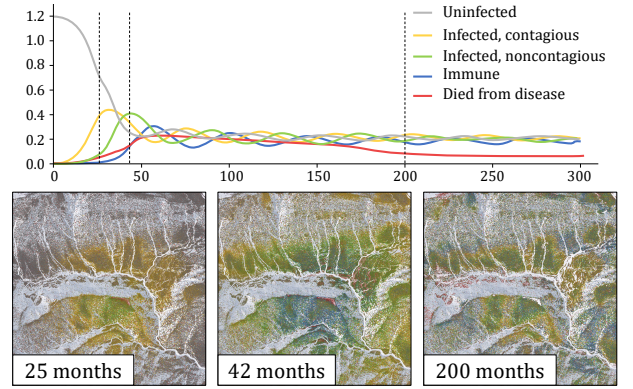 Uninfected
Infected, contagious
Infected, noncontagious
Immune
Died from disease
1.2
1.0
0.8
0.6
0.4
0.2
0.0
0 50 100 150 200 250 300
25 months 42 months 200 months